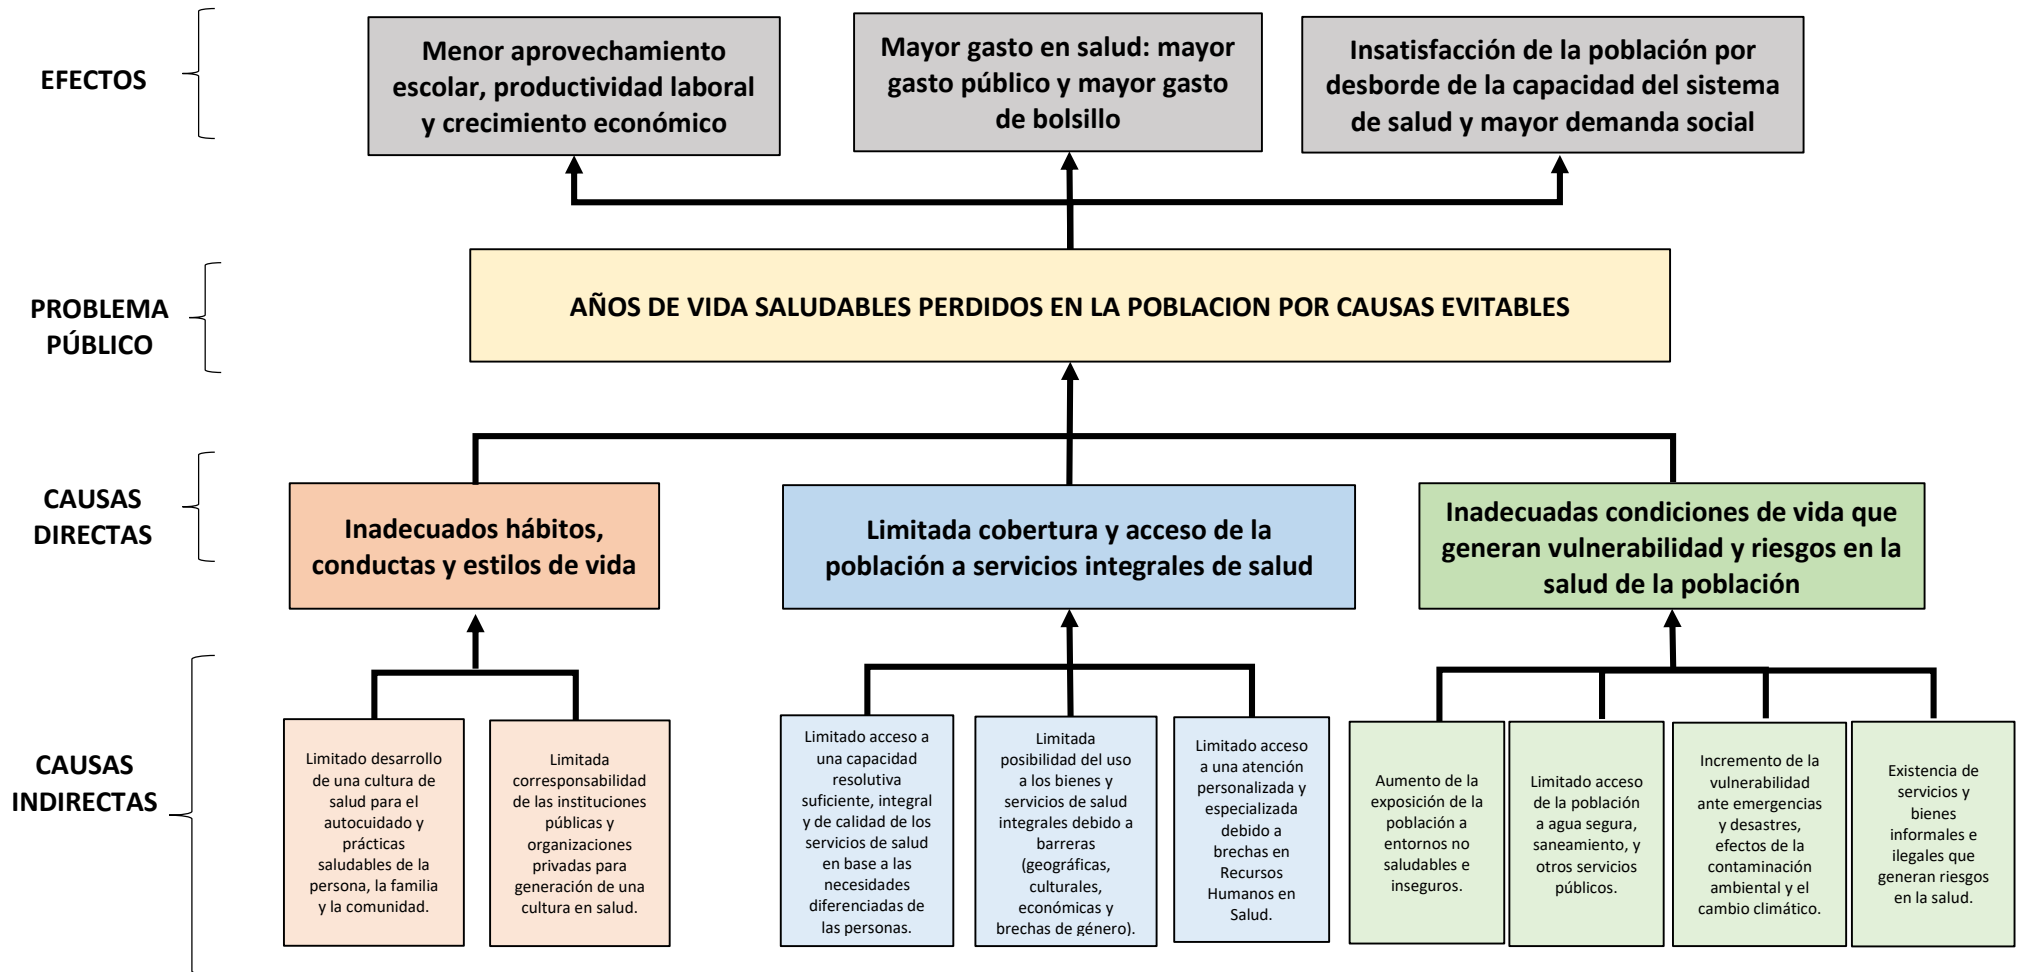 EFECTOS
Menor aprovechamiento
escolar, productividad laboral
y crecimiento económico
Mayor gasto en salud: mayor
gasto público y mayor gasto
de bolsillo
Insatisfacción de la población por
desborde de la capacidad del sistema
de salud y mayor demanda social
PROBLEMA
PÚBLICO
AÑOS DE VIDA SALUDABLES PERDIDOS EN LA POBLACION POR CAUSAS EVITABLES
CAUSAS
DIRECTAS
Inadecuados hábitos,
conductas y estilos de vida
Limitada cobertura y acceso de la
población a servicios integrales de salud
Inadecuadas condiciones de vida que
generan vulnerabilidad y riesgos en la
salud de la población
CAUSAS
INDIRECTAS
Limitado desarrollo
de una cultura de
salud para el
autocuidado y
prácticas
saludables de la
persona, la familia
y la comunidad.
Limitada
corresponsabilidad
de las instituciones
públicas y
organizaciones
privadas para
generación de una
cultura en salud.
Limitado acceso a
una capacidad
resolutiva
suficiente, integral
y de calidad de los
servicios de salud
en base a las
necesidades
diferenciadas de
las personas.
Limitada
posibilidad del uso
a los bienes y
servicios de salud
integrales debido a
barreras
(geográficas,
culturales,
económicas y
brechas de género).
Limitado acceso
a una atención
personalizada y
especializada
debido a
brechas en
Recursos
Humanos en
Salud.
Aumento de la
exposición de la
población a
entornos no
saludables e
inseguros.
Limitado acceso
de la población
a agua segura,
saneamiento, y
otros servicios
públicos.
Incremento de la
vulnerabilidad
ante emergencias
y desastres,
efectos de la
contaminación
ambiental y el
cambio climático.
Existencia de
servicios y
bienes
informales e
ilegales que
generan riesgos
en la salud.